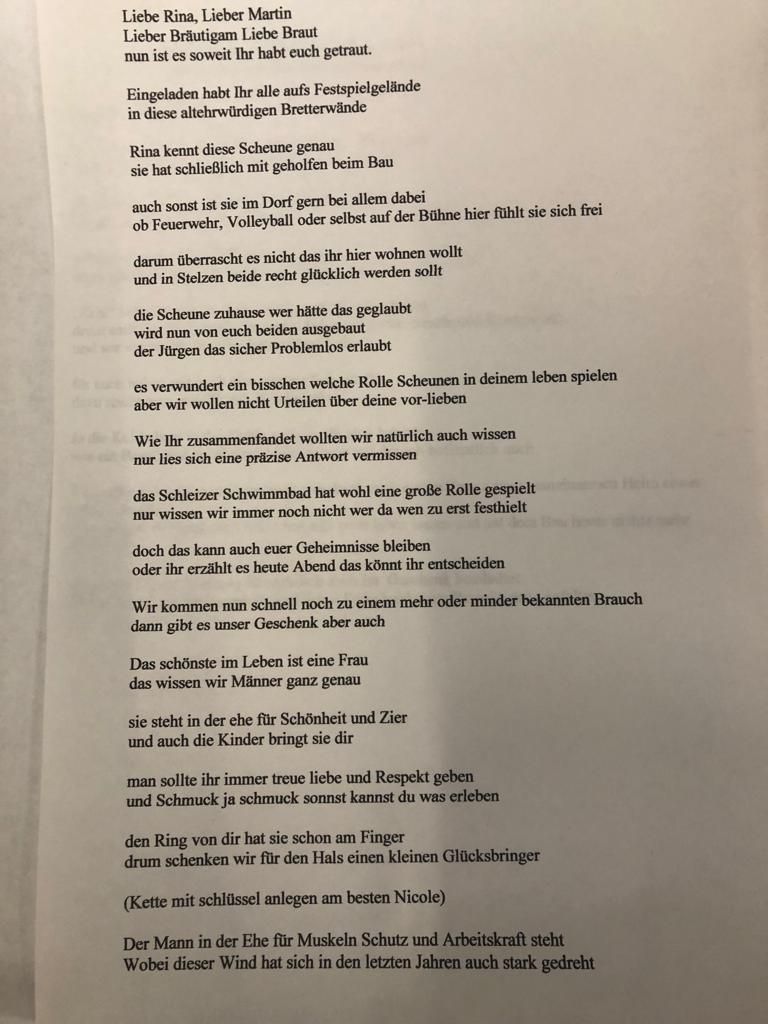 Liebe Rina, Lieber Martin
Lieber Bräutigam Liebe Braut
nun ist es soweit Ihr habt euch getraut.
Eingeladen habt Ihr alle aufs Festspielgelände
in diese altehrwürdigen Bretterwände
Rina kennt diese Scheune genau
sie hat schließlich mit geholfen beim Bau
auch sonst ist sie im Dorf gern bei allem dabei
ob Feuerwehr, Volleyball oder selbst auf der Bühne hier fühlt sie sich frei
darum überrascht es nicht das ihr hier wohnen wollt
und in Stelzen beide recht glücklich werden sollt
die Scheune zuhause wer hätte das geglaubt
wird nun von euch beiden ausgebaut
der Jürgen das sicher Problemlos erlaubt
es verwundert ein bisschen welche Rolle Scheunen in deinem leben spielen
aber wir wollen nicht Urteilen über deine vor-lieben
Wie Ihr zusammenfandet wollten wir natürlich auch wissen
nur lies sich eine präzise Antwort vermissen
das Schleizer Schwimmbad hat wohl eine große Rolle gespielt
nur wissen wir immer noch nicht wer da wen zu erst festhielt
doch das kann auch euer Geheimnisse bleiben
oder ihr erzählt es heute Abend das könnt ihr entscheiden
Wir kommen nun schnell noch zu einem mehr oder minder bekannten Brauch
dann gibt es unser Geschenk aber auch
Das schönste im Leben ist eine Frau
das wissen wir Männer ganz genau
sie steht in der ehe für Schönheit und Zier
und auch die Kinder bringt sie dir
man sollte ihr immer treue liebe und Respekt geben
und Schmuck ja schmuck sonnst kannst du was erleben
den Ring von dir hat sie schon am Finger
drum schenken wir für den Hals einen kleinen Glücksbringer
(Kette mit schlüssel anlegen am besten Nicole)
Der Mann in der Ehe für Muskeln Schutz und Arbeitskraft steht
Wobei dieser Wind hat sich in den letzten Jahren auch stark gedreht